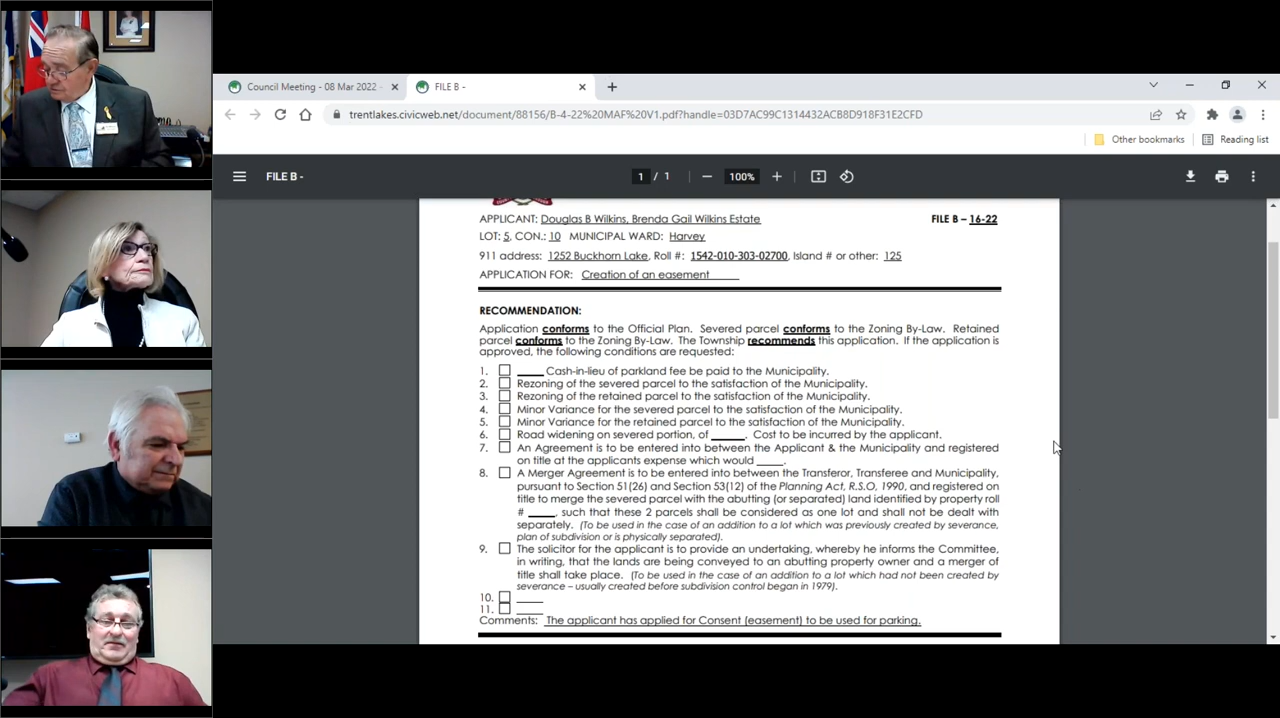 Council Meeting - 08 Mar 2022
FILE B -
trentlakes.civicweb.net/document/88156/B-4-22%20MAF%20V1.pdf?handle=03D7AC99C1314432ACB8D918F31E2CFD
Other bookmarks
Reading list
FILE B -
1 / 1
100%
APPLICANT: Douglas B Wilkins, Brenda Gail Wilkins Estate FILE B – 16-22
LOT: 5, CON.: 10 MUNICIPAL WARD: Harvey
911 address: 1252 Buckhorn Lake, Roll #: 1542-010-303-02700, Island # or other: 125
APPLICATION FOR: Creation of an easement
RECOMMENDATION:
Application conforms to the Official Plan. Severed parcel conforms to the Zoning By-Law. Retained
parcel conforms to the Zoning By-Law. The Township recommends this application. If the application is
approved, the following conditions are requested:
1. ____ Cash-in-lieu of parkland fee be paid to the Municipality.
2. Rezoning of the severed parcel to the satisfaction of the Municipality.
3. Rezoning of the retained parcel to the satisfaction of the Municipality.
4. Minor Variance for the severed parcel to the satisfaction of the Municipality.
5. Minor Variance for the retained parcel to the satisfaction of the Municipality.
6. Road widening on severed portion, of _____. Cost to be incurred by the applicant.
7. An Agreement is to be entered into between the Applicant & the Municipality and registered
on title at the applicants expense which would ____.
8. A Merger Agreement is to be entered into between the Transferor, Transferee and Municipality,
pursuant to Section 51(26) and Section 53(12) of the Planning Act, R.S.O, 1990, and registered on
title to merge the severed parcel with the abutting (or separated) land identified by property roll
# ____, such that these 2 parcels shall be considered as one lot and shall not be dealt with
separately. (To be used in the case of an addition to a lot which was previously created by severance,
plan of subdivision or is physically separated).
9. The solicitor for the applicant is to provide an undertaking, whereby he informs the Committee,
in writing, that the lands are being conveyed to an abutting property owner and a merger of
title shall take place. (To be used in the case of an addition to a lot which had not been created by
severance – usually created before subdivision control began in 1979).
10. ____
11. ____
Comments: The applicant has applied for Consent (easement) to be used for parking.